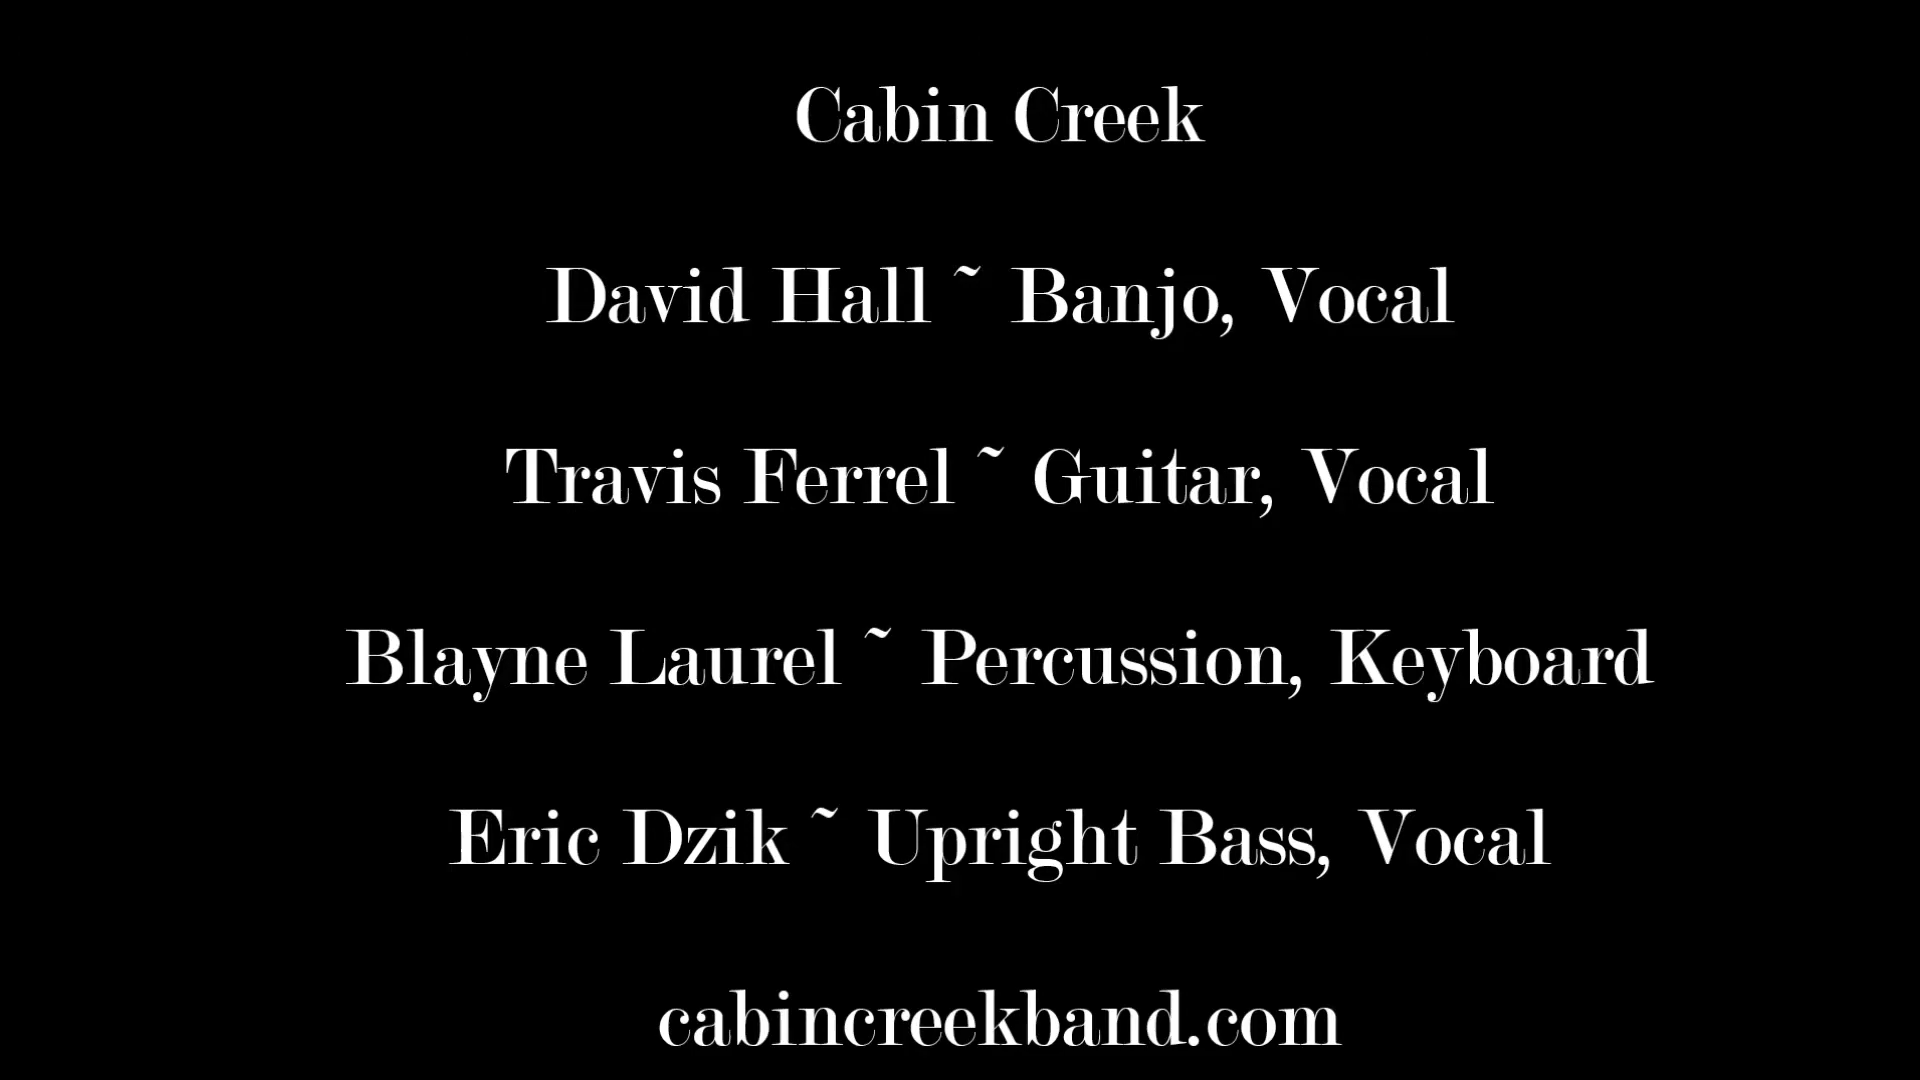 Cabin Creek
David Hall ~ Banjo, Vocal
Travis Ferrel ~ Guitar, Vocal
Blayne Laurel ~ Percussion, Keyboard
Eric Dzik ~ Upright Bass, Vocal
cabincreekband.com